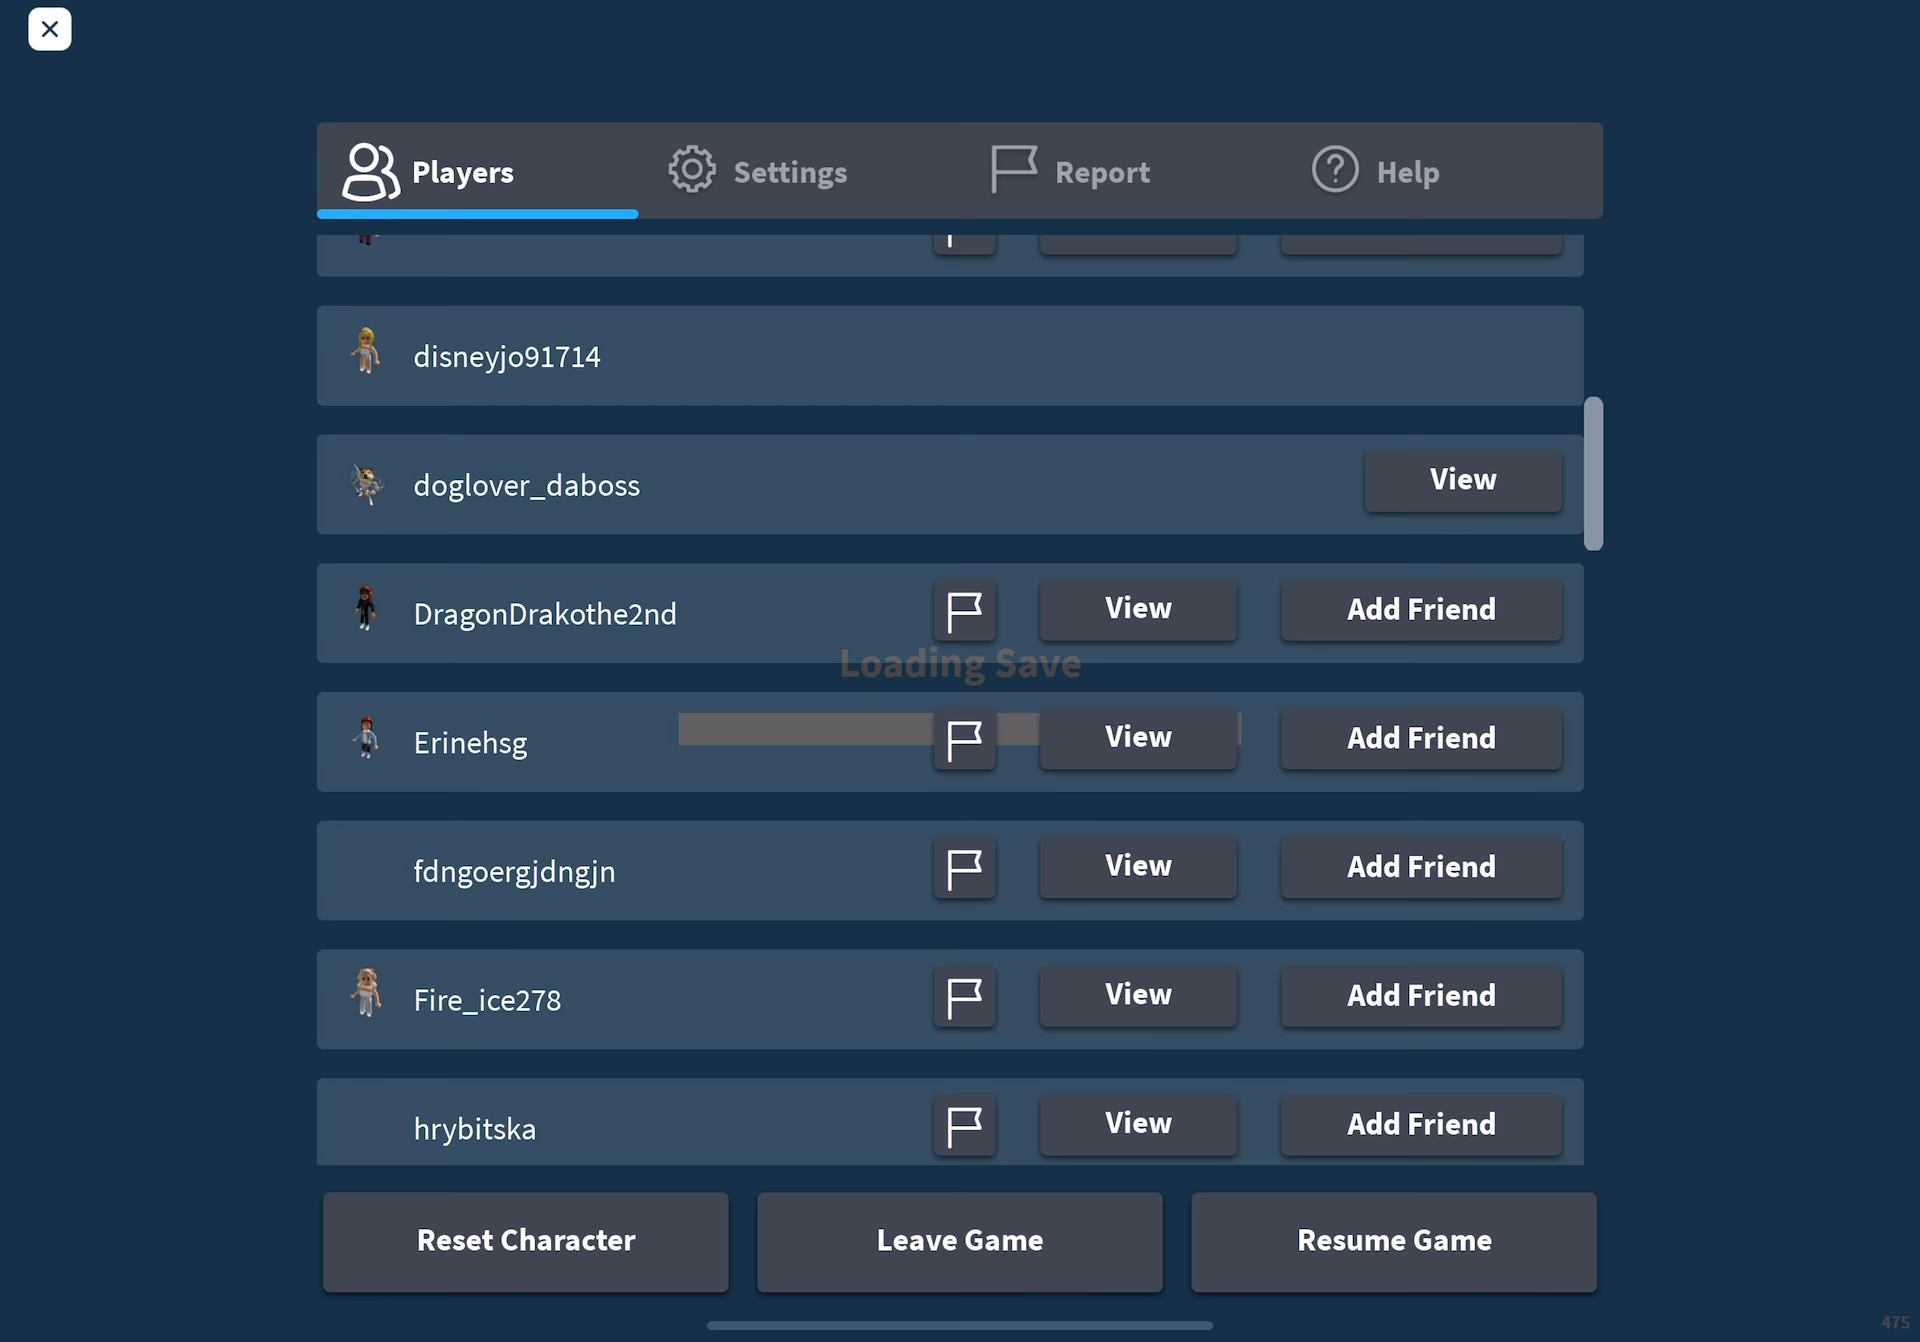 Players Settings Report Help
disneyjo91714
doglover_daboss View
DragonDrakothe2nd View Add Friend
Loading Save
Erinehsg View Add Friend
fdngoergjdngjn View Add Friend
Fire_ice278 View Add Friend
hrybitska View Add Friend
Reset Character Leave Game Resume Game
475